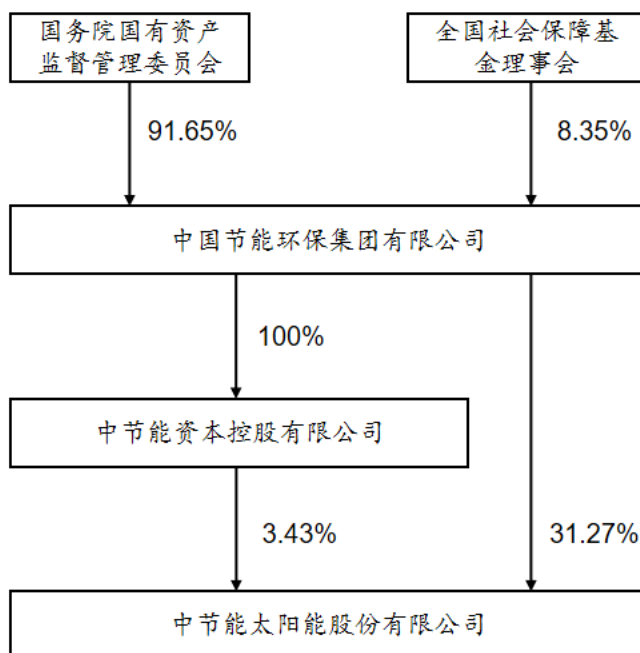 国务院国有资产
监督管理委员会
全国社会保障基
金理事会
91.65%
8.35%
中国节能环保集团有限公司
100%
中节能资本控股有限公司
3.43%
31.27%
中节能太阳能股份有限公司